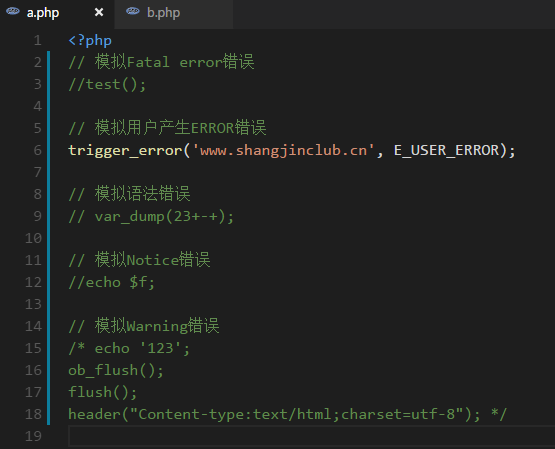 a.php × b.php
1 <?php
2 // 模拟Fatal error错误
3 //test();
4
5 // 模拟用户产生ERROR错误
6 trigger_error('www.shangjinclub.cn', E_USER_ERROR);
7
8 // 模拟语法错误
9 // var_dump(23+-+);
10
11 // 模拟Notice错误
12 //echo $f;
13
14 // 模拟Warning错误
15 /* echo '123';
16 ob_flush();
17 flush();
18 header("Content-type:text/html;charset=utf-8"); */
19